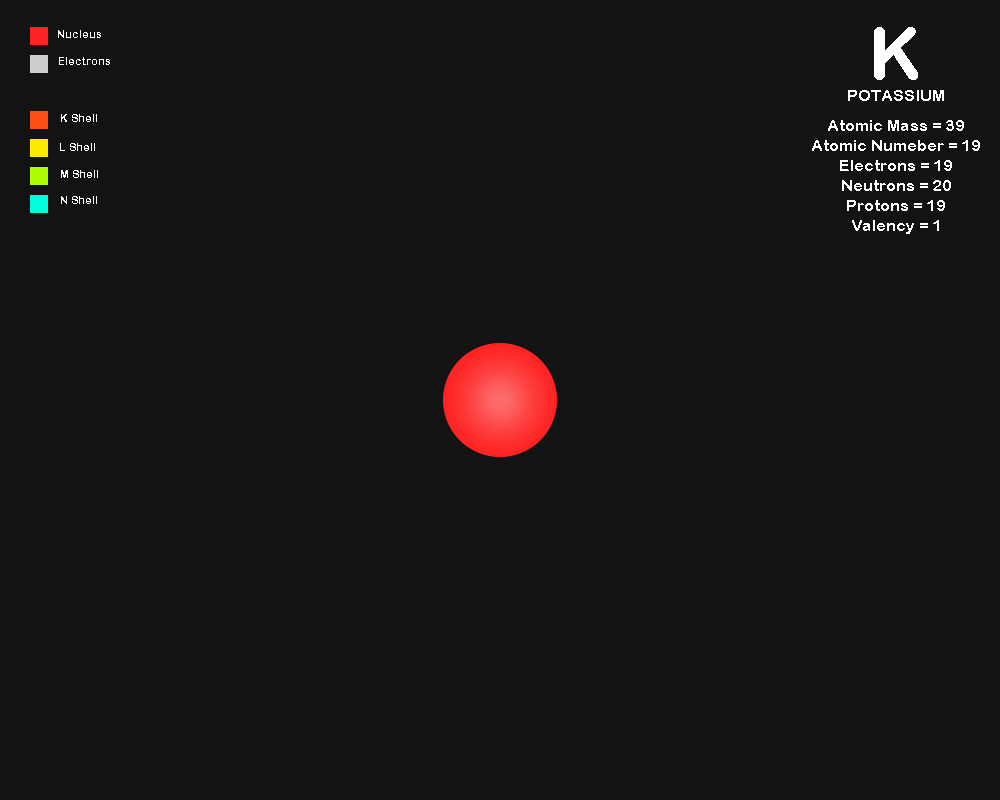 Nucleus
Electrons
K Shell
L Shell
M Shell
N Shell
K
POTASSIUM
Atomic Mass = 39
Atomic Numeber = 19
Electrons = 19
Neutrons = 20
Protons = 19
Valency = 1